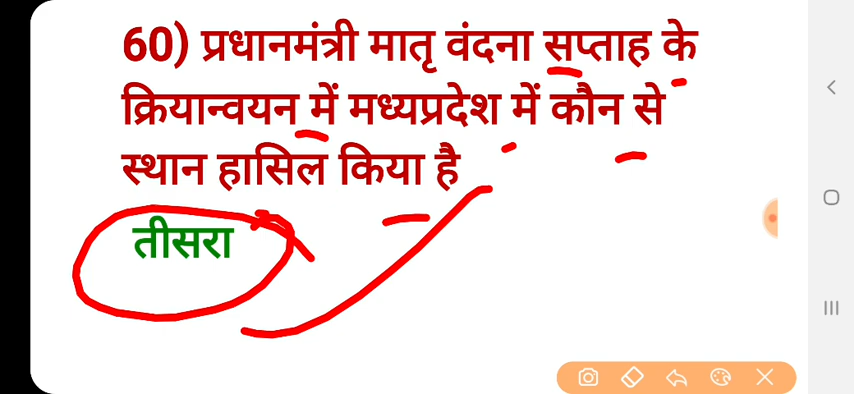 60) प्रधानमंत्री मातृ वंदना सप्ताह के
क्रियान्वयन में मध्यप्रदेश में कौन से
स्थान हासिल किया है
तीसरा